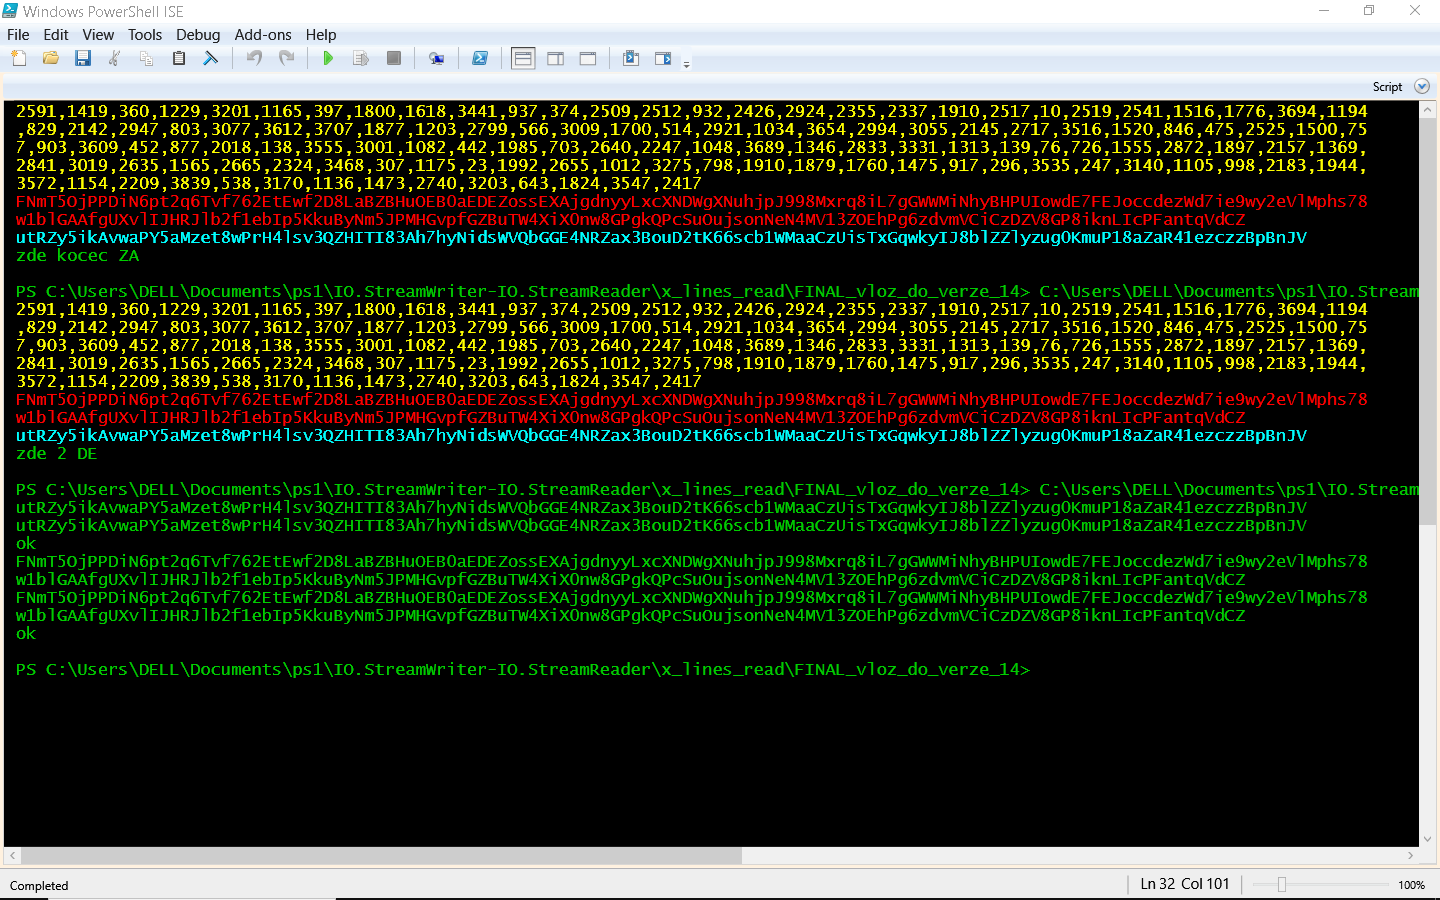 Windows PowerShell ISE
File Edit View Tools Debug Add-ons Help
Script
2591,1419,360,1229,3201,1165,397,1800,1618,3441,937,374,2509,2512,932,2426,2924,2355,2337,1910,2517,10,2519,2541,1516,1776,3694,1194
,829,2142,2947,803,3077,3612,3707,1877,1203,2799,566,3009,1700,514,2921,1034,3654,2994,3055,2145,2717,3516,1520,846,475,2525,1500,75
7,903,3609,452,877,2018,138,3555,3001,1082,442,1985,703,2640,2247,1048,3689,1346,2833,3331,1313,139,76,726,1555,2872,1897,2157,1369,
2841,3019,2635,1565,2665,2324,3468,307,1175,23,1992,2655,1012,3275,798,1910,1879,1760,1475,917,296,3535,247,3140,1105,998,2183,1944,
3572,1154,2209,3839,538,3170,1136,1473,2740,3203,643,1824,3547,2417
FNmT5OjPPDiN6pt2q6Tvf762EtEwf2D8LaBZBHuOEBOaEDEZossEXAjgdnyyLxcXNDWgXNuhjpJ998Mxrq8iL7gGWWMiNhyBHPUIowdE7FEJoccdezWd7ie9wy2eVlMphs78
w1blGAAfgUXvlIJHRJlb2f1ebIp5KkuByNm5JPMHGvpfGZBuTW4XiXOnw8GPgkQPcSuOujsonNeN4MV13ZOEhPg6zdvmVCiCzDZV8GP8iknLIcPFantqVdCZ
utRZy5ikAvwaPY5aMzet8wPrH4lsv3QZHITI83Ah7hyNidsWVQbGGE4NRZax3BouD2tK66scb1WMaaCzUisTxGqwkyIJ8blZZlyzugOKmuP18aZaR41ezczzBpBnJV
zde kocec ZA
PS C:\Users\DELL\Documents\ps1\IO.StreamWriter-IO.StreamReader\x_lines_read\FINAL_vloz_do_verze_14> C:\Users\DELL\Documents\ps1\IO.Stream
2591,1419,360,1229,3201,1165,397,1800,1618,3441,937,374,2509,2512,932,2426,2924,2355,2337,1910,2517,10,2519,2541,1516,1776,3694,1194
,829,2142,2947,803,3077,3612,3707,1877,1203,2799,566,3009,1700,514,2921,1034,3654,2994,3055,2145,2717,3516,1520,846,475,2525,1500,75
7,903,3609,452,877,2018,138,3555,3001,1082,442,1985,703,2640,2247,1048,3689,1346,2833,3331,1313,139,76,726,1555,2872,1897,2157,1369,
2841,3019,2635,1565,2665,2324,3468,307,1175,23,1992,2655,1012,3275,798,1910,1879,1760,1475,917,296,3535,247,3140,1105,998,2183,1944,
3572,1154,2209,3839,538,3170,1136,1473,2740,3203,643,1824,3547,2417
FNmT5OjPPDiN6pt2q6Tvf762EtEwf2D8LaBZBHuOEBOaEDEZossEXAjgdnyyLxcXNDWgXNuhjpJ998Mxrq8iL7gGWWMiNhyBHPUIowdE7FEJoccdezWd7ie9wy2eVlMphs78
w1blGAAfgUXvlIJHRJlb2f1ebIp5KkuByNm5JPMHGvpfGZBuTW4XiXOnw8GPgkQPcSuOujsonNeN4MV13ZOEhPg6zdvmVCiCzDZV8GP8iknLIcPFantqVdCZ
utRZy5ikAvwaPY5aMzet8wPrH4lsv3QZHITI83Ah7hyNidsWVQbGGE4NRZax3BouD2tK66scb1WMaaCzUisTxGqwkyIJ8blZZlyzugOKmuP18aZaR41ezczzBpBnJV
zde 2 DE
PS C:\Users\DELL\Documents\ps1\IO.StreamWriter-IO.StreamReader\x_lines_read\FINAL_vloz_do_verze_14> C:\Users\DELL\Documents\ps1\IO.Stream
utRZy5ikAvwaPY5aMzet8wPrH4lsv3QZHITI83Ah7hyNidsWVQbGGE4NRZax3BouD2tK66scb1WMaaCzUisTxGqwkyIJ8blZZlyzugOKmuP18aZaR41ezczzBpBnJV
utRZy5ikAvwaPY5aMzet8wPrH4lsv3QZHITI83Ah7hyNidsWVQbGGE4NRZax3BouD2tK66scb1WMaaCzUisTxGqwkyIJ8blZZlyzugOKmuP18aZaR41ezczzBpBnJV
ok
FNmT5OjPPDiN6pt2q6Tvf762EtEwf2D8LaBZBHuOEBOaEDEZossEXAjgdnyyLxcXNDWgXNuhjpJ998Mxrq8iL7gGWWMiNhyBHPUIowdE7FEJoccdezWd7ie9wy2eVlMphs78
w1blGAAfgUXvlIJHRJlb2f1ebIp5KkuByNm5JPMHGvpfGZBuTW4XiXOnw8GPgkQPcSuOujsonNeN4MV13ZOEhPg6zdvmVCiCzDZV8GP8iknLIcPFantqVdCZ
FNmT5OjPPDiN6pt2q6Tvf762EtEwf2D8LaBZBHuOEBOaEDEZossEXAjgdnyyLxcXNDWgXNuhjpJ998Mxrq8iL7gGWWMiNhyBHPUIowdE7FEJoccdezWd7ie9wy2eVlMphs78
w1blGAAfgUXvlIJHRJlb2f1ebIp5KkuByNm5JPMHGvpfGZBuTW4XiXOnw8GPgkQPcSuOujsonNeN4MV13ZOEhPg6zdvmVCiCzDZV8GP8iknLIcPFantqVdCZ
ok
PS C:\Users\DELL\Documents\ps1\IO.StreamWriter-IO.StreamReader\x_lines_read\FINAL_vloz_do_verze_14>
Completed
Ln 32 Col 101
100%